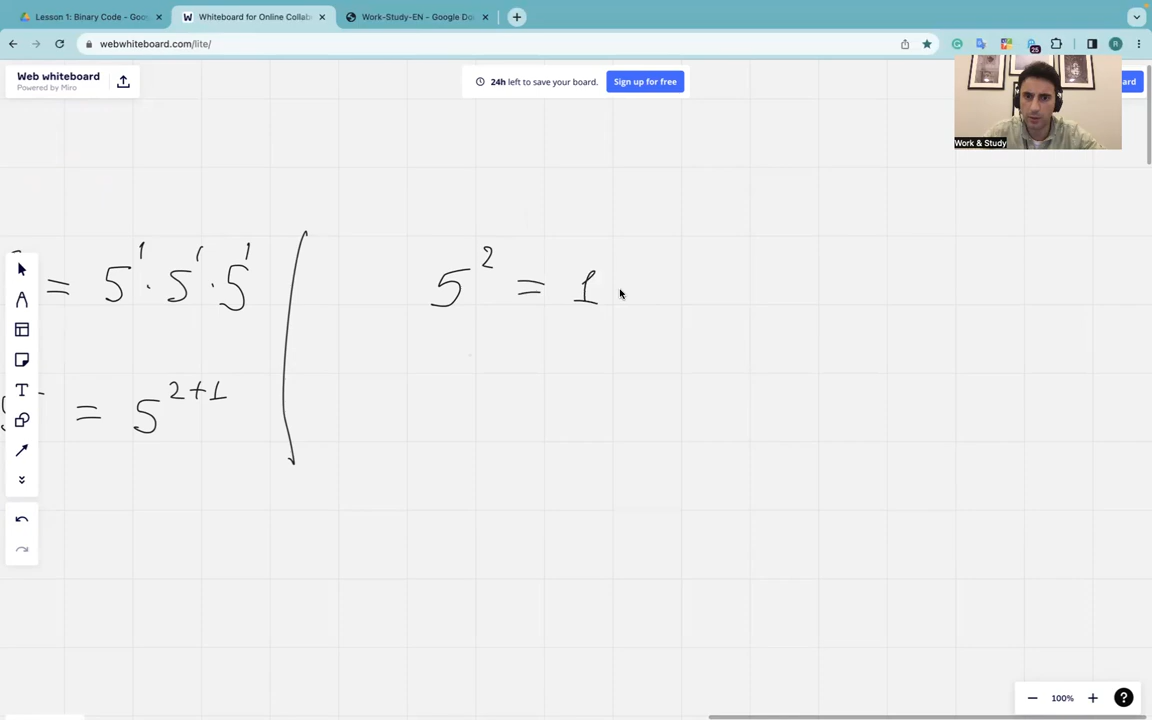 Lesson 1: Binary Code - Goo
Whiteboard for Online Collab
Work-Study-EN - Google Do
webwhiteboard.com/lite/
25
R
Web whiteboard
Powered by Miro
24h left to save your board.
Sign up for free
ard
Work & Study
= 5¹ · 5¹ · 5¹
5² = 1
= 5²⁺¹
T
100%
?